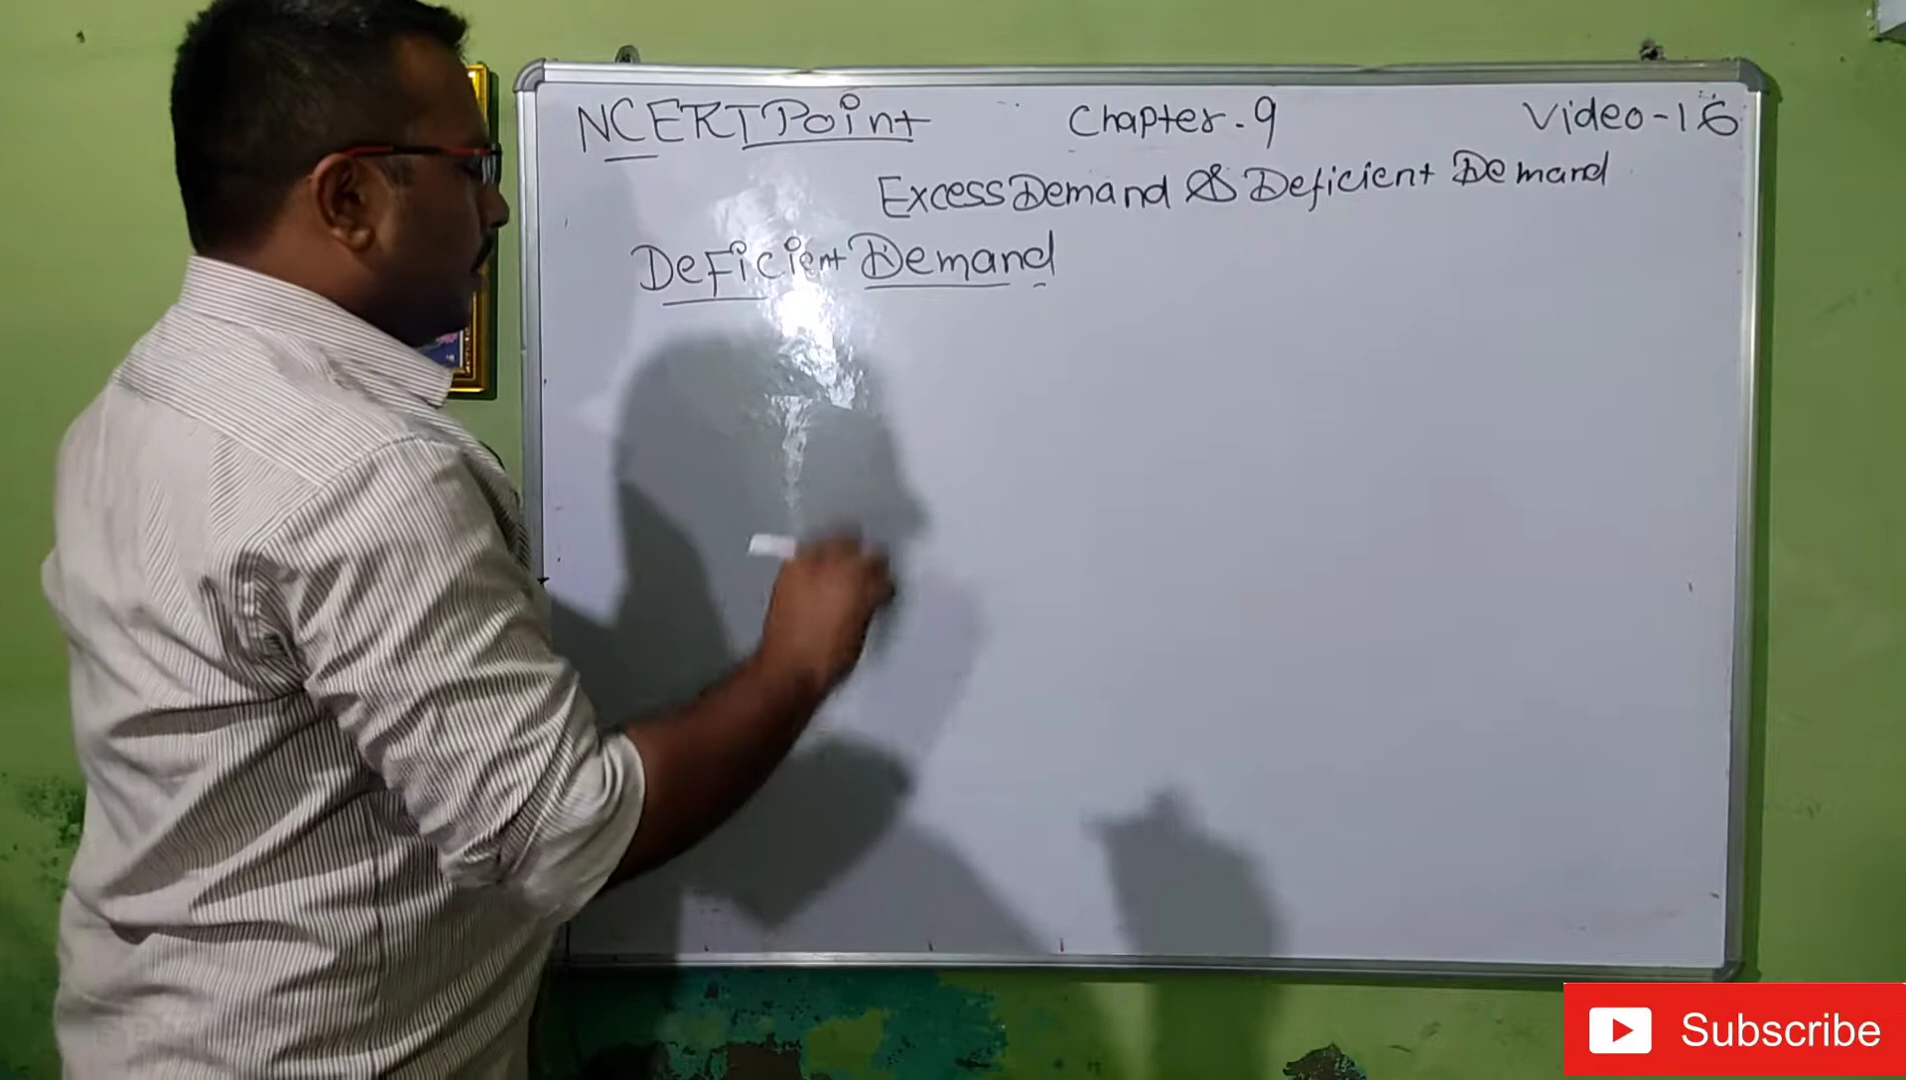 NCERT Point Chapter-9 Video-16
Excess Demand & Deficient Demand
Deficient Demand
Subscribe